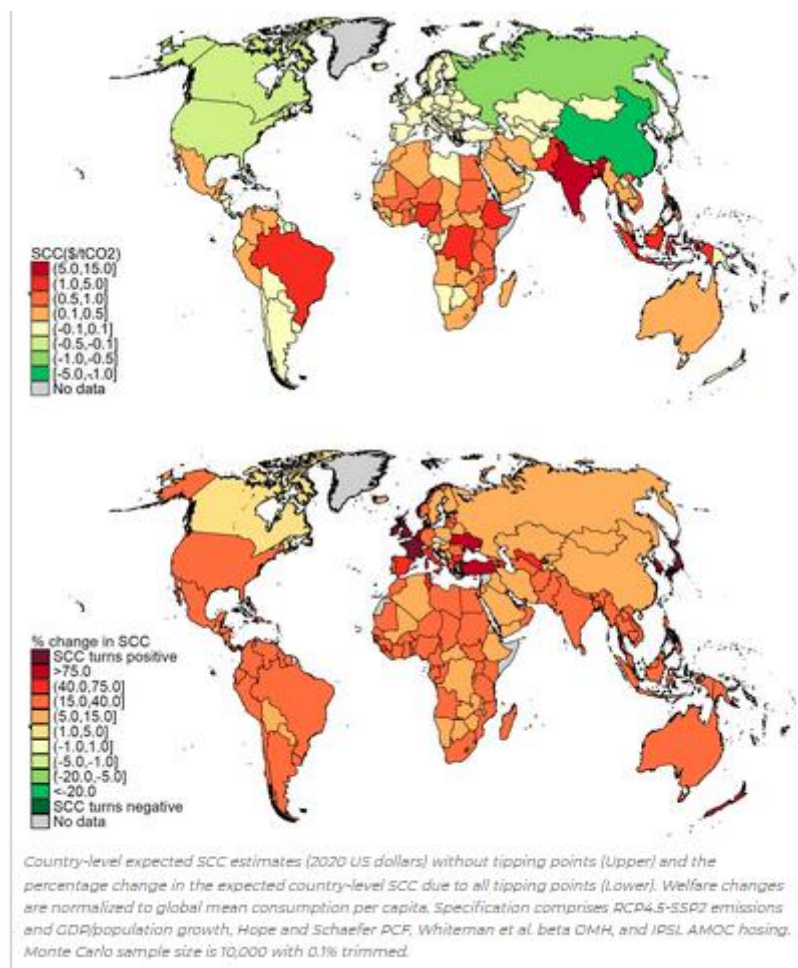 SCC($/tCO2)
(5.0,15.0]
(1.0,5.0]
(0.5,1.0]
(0.1,0.5]
(-0.1,0.1]
(-0.5,-0.1]
(-1.0,-0.5]
[-5.0,-1.0]
No data
% change in SCC
SCC turns positive
>75.0
(40.0,75.0]
(15.0,40.0]
(5.0,15.0]
(1.0,5.0]
(-1.0,1.0]
(-5.0,-1.0]
(-20.0,-5.0]
<-20.0
SCC turns negative
No data
Country-level expected SCC estimates (2020 US dollars) without tipping points (Upper) and the
percentage change in the expected country-level SCC due to all tipping points (Lower). Welfare changes
are normalized to global mean consumption per capita. Specification comprises RCP4.5-SSP2 emissions
and GDP/population growth, Hope and Schaefer PCF, Whiteman et al. beta OMH, and IPSL AMOC hosing.
Monte Carlo sample size is 10,000 with 0.1% trimmed.